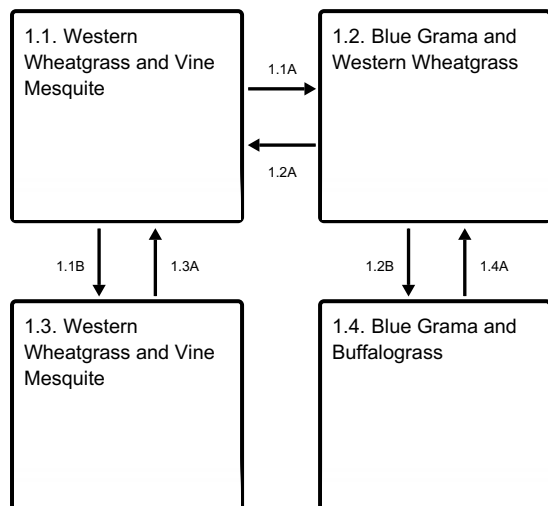 1.1. Western
Wheatgrass and Vine
Mesquite
1.1A
1.2. Blue Grama and
Western Wheatgrass
1.2A
1.1B
1.3A
1.2B
1.4A
1.3. Western
Wheatgrass and Vine
Mesquite
1.4. Blue Grama and
Buffalograss